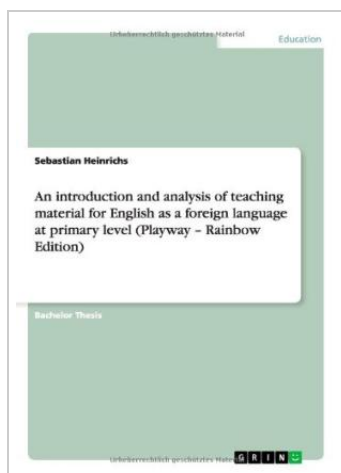 Urheberrechtlich geschütztes Material
Education
Sebastian Heinrichs
An introduction and analysis of teaching
material for English as a foreign language
at primary level (Playway – Rainbow
Edition)
Bachelor Thesis
Urheberrechtlich geschütztes Mater
GRIN